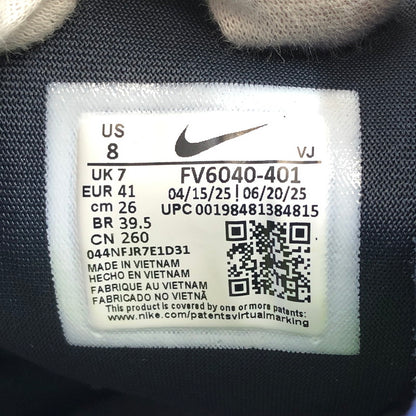 US
8
VJ
UK 7
EUR 41
cm 26
BR 39.5
CN 260
FV6040-401
04/15/25 | 06/20/25
UPC 00198481384815
044NFJR7E1D31
MADE IN VIETNAM
HECHO EN VIETNAM
FABRIQUE AU VIETNAM
FABRICADO NO VIETNÃ
This product is covered by one or more patents:
www.nike.com/patentsvirtualmarking